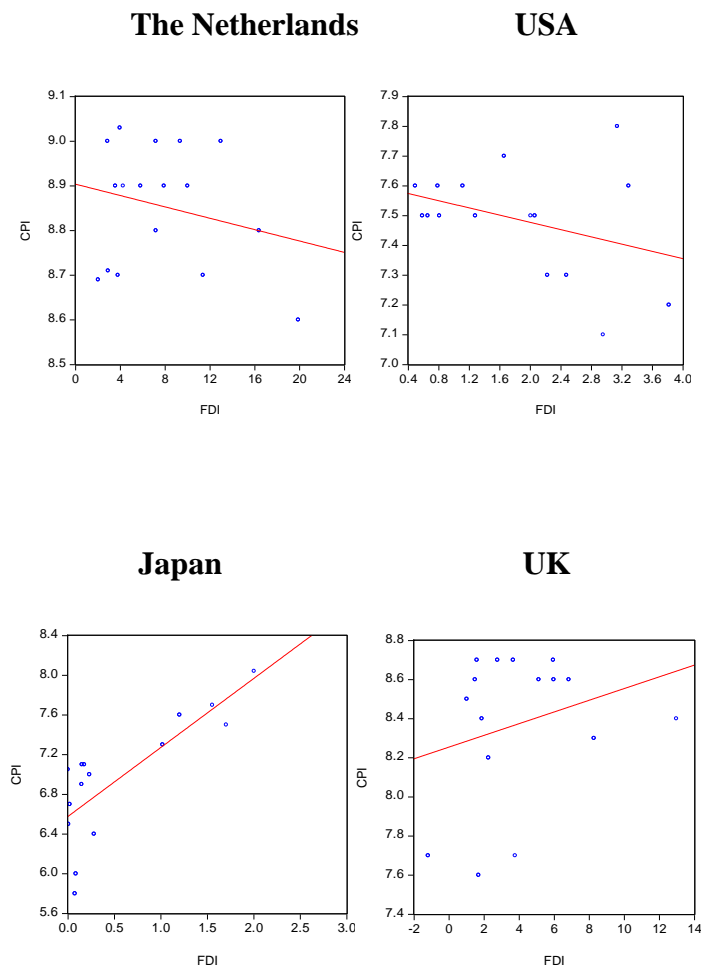 The Netherlands USA
9.1
9.0
8.9
8.8
8.7
8.6
8.5
CPI
0 4 8 12 16 20 24
FDI
7.9
7.8
7.7
7.6
7.5
7.4
7.3
7.2
7.1
7.0
CPI
0.4 0.8 1.2 1.6 2.0 2.4 2.8 3.2 3.6 4.0
FDI
Japan UK
8.4
8.0
7.6
7.2
6.8
6.4
6.0
5.6
CPI
0.0 0.5 1.0 1.5 2.0 2.5 3.0
FDI
8.8
8.6
8.4
8.2
8.0
7.8
7.6
7.4
CPI
-2 0 2 4 6 8 10 12 14
FDI